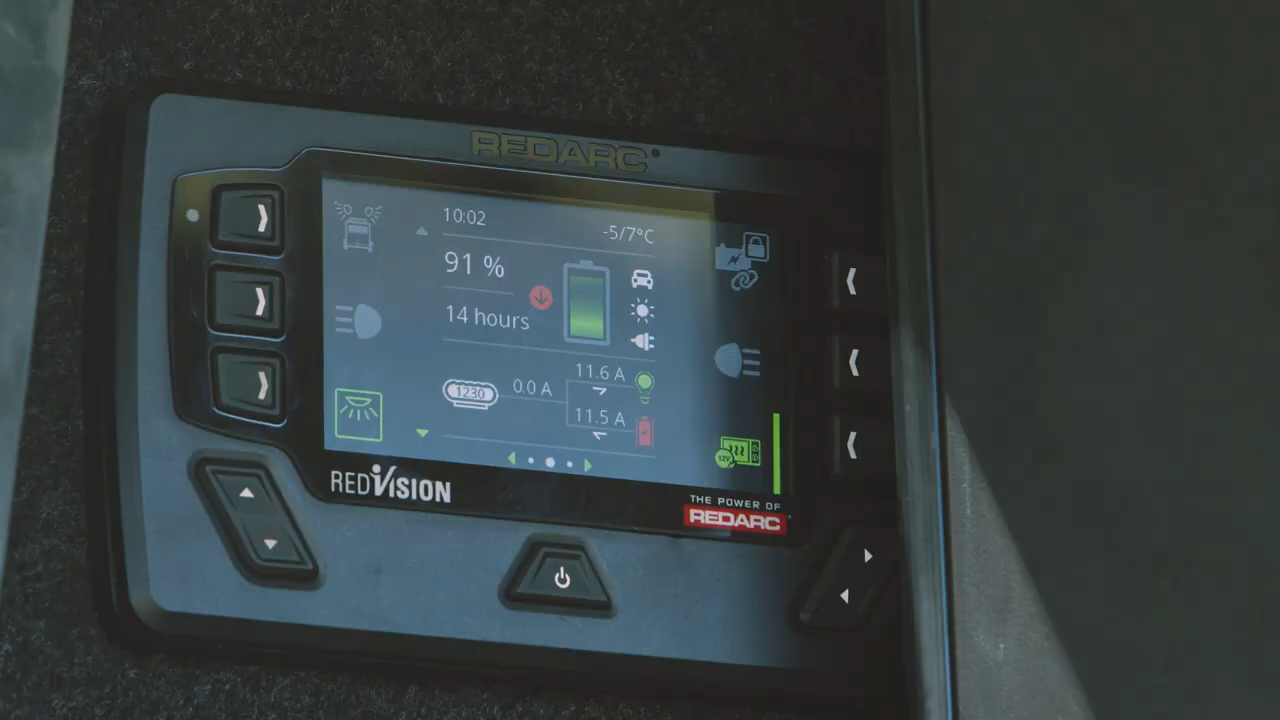 REDARC
10:02
-5/7°C
91 %
14 hours
1230
0.0 A
11.6 A
11.5 A
12V
REDVISION
THE POWER OF
REDARC